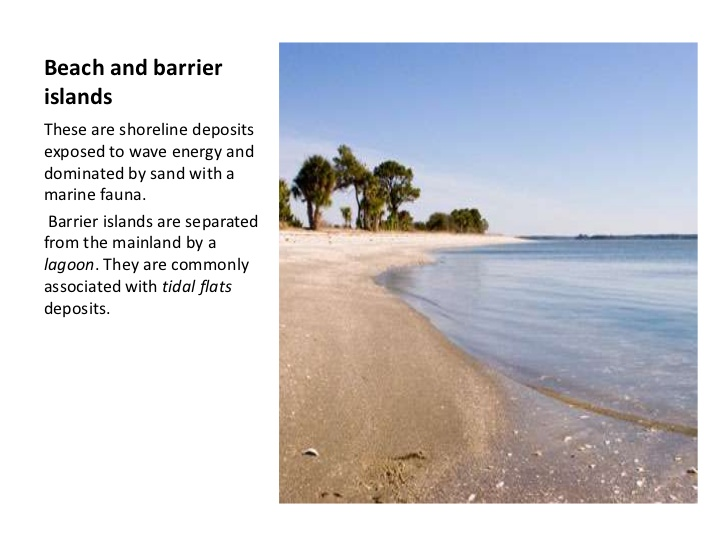 Beach and barrier
islands
These are shoreline deposits
exposed to wave energy and
dominated by sand with a
marine fauna.
Barrier islands are separated
from the mainland by a
lagoon. They are commonly
associated with tidal flats
deposits.